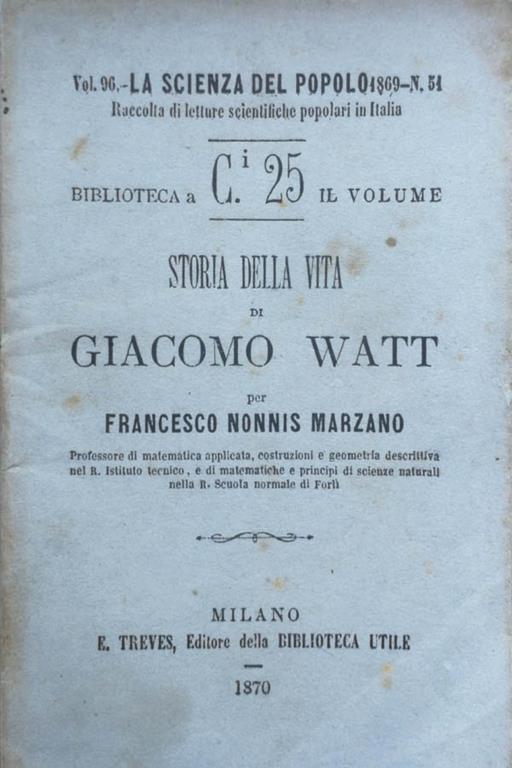 Vol. 96.-LA SCIENZA DEL POPOLO 1869-N. 51
Raccolta di letture scientifiche popolari in Italia
BIBLIOTECA a C.i 25 IL VOLUME
STORIA DELLA VITA
DI
GIACOMO WATT
per
FRANCESCO NONNIS MARZANO
Professore di matematica applicata, costruzioni e geometria descrittiva
nel R. Istituto tecnico, e di matematiche e principi di scienze naturali
nella R. Scuola normale di Forlì
MILANO
E. TREVES, Editore della BIBLIOTECA UTILE
1870